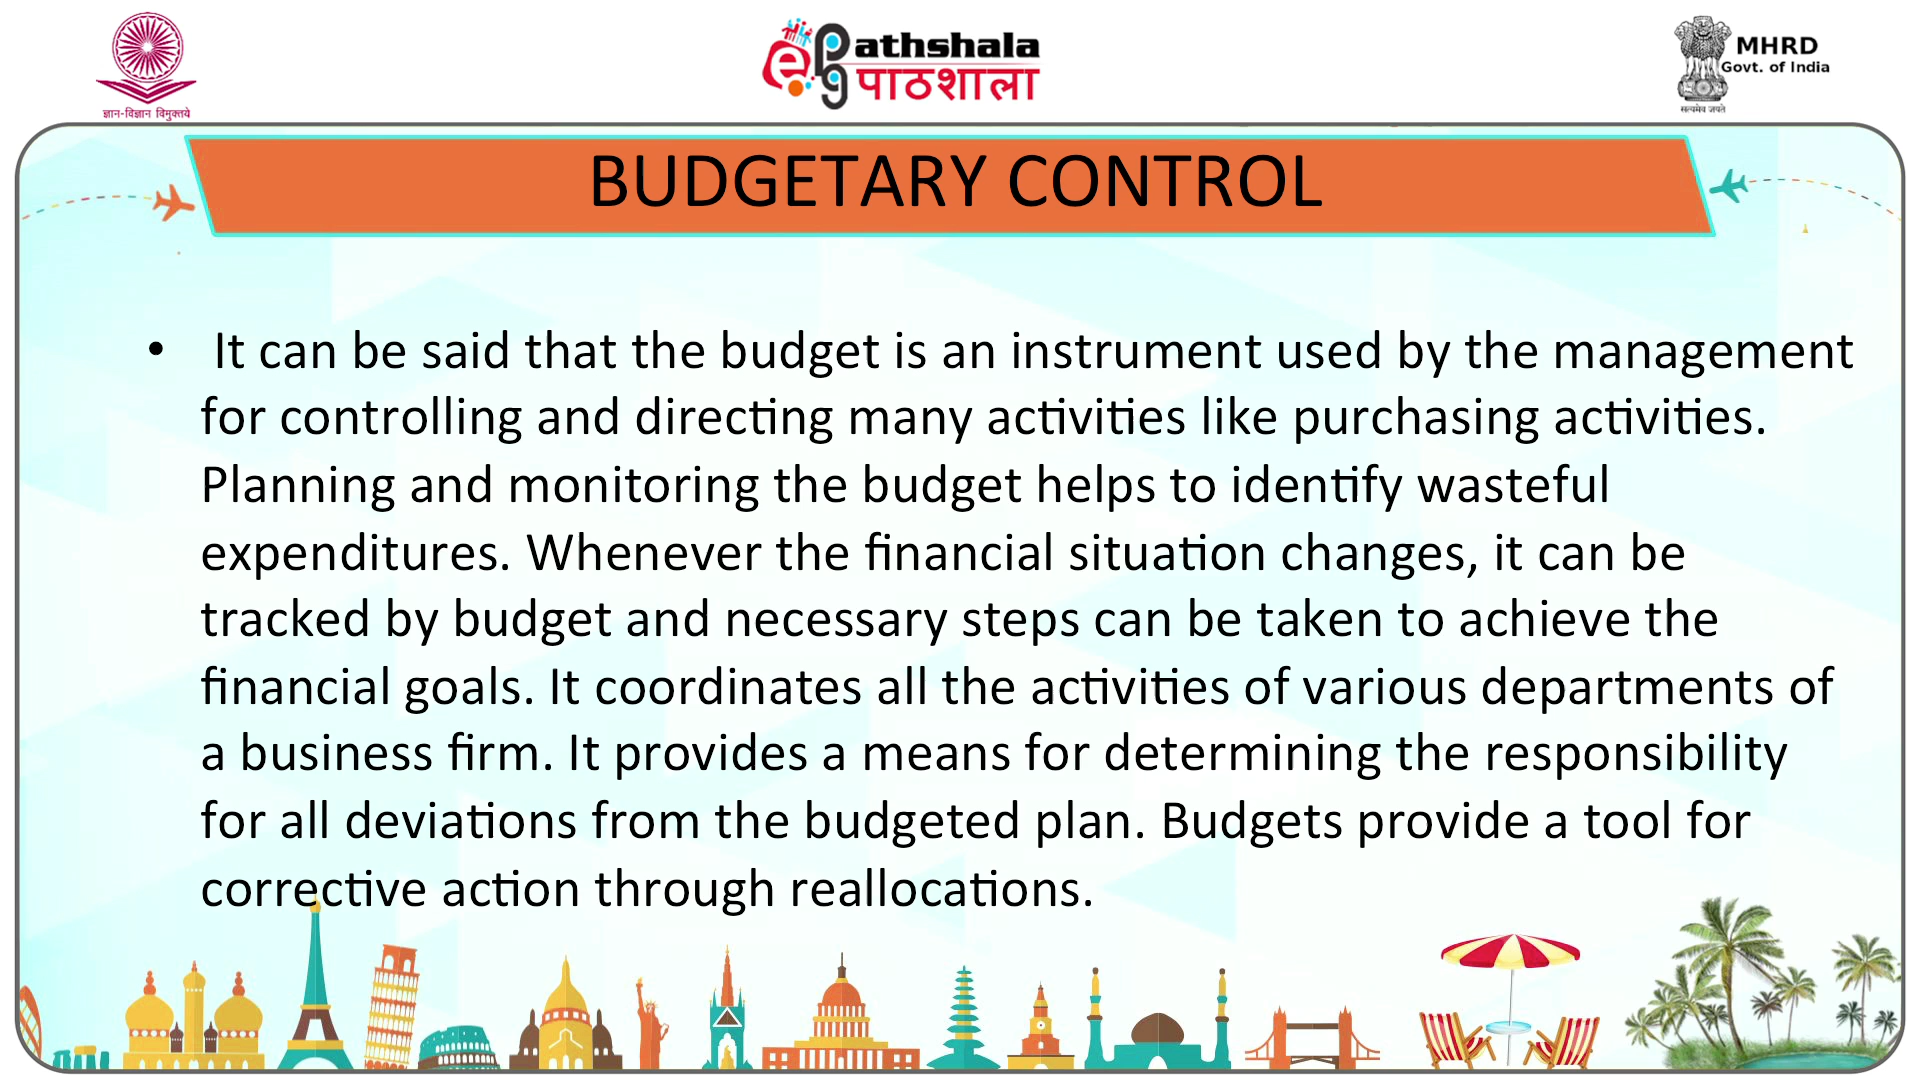 ज्ञान-विज्ञान विमुक्तये
ePG Pathshala
पाठशाला
MHRD
Govt. of India
सत्यमेव जयते
BUDGETARY CONTROL
• It can be said that the budget is an instrument used by the management
for controlling and directing many activities like purchasing activities.
Planning and monitoring the budget helps to identify wasteful
expenditures. Whenever the financial situation changes, it can be
tracked by budget and necessary steps can be taken to achieve the
financial goals. It coordinates all the activities of various departments of
a business firm. It provides a means for determining the responsibility
for all deviations from the budgeted plan. Budgets provide a tool for
corrective action through reallocations.